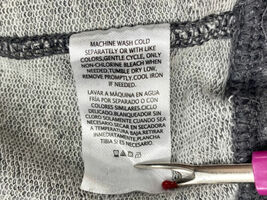 MACHINE WASH COLD
SEPARATELY OR WITH LIKE
COLORS, GENTLE CYCLE, ONLY
NON-CHLORINE BLEACH WHEN
NEEDED, TUMBLE DRY LOW,
REMOVE PROMPTLY, COOL IRON
IF NEEDED.
LAVAR A MÁQUINA EN AGUA
FRÍA POR SEPARADO O CON
COLORES SIMILARES, CICLO
DELICADO, BLANQUEADOR SIN
CLORO SOLAMENTE CUANDO SEA
NECESARIO, SECAR EN SECADORA
A TEMPERATURA BAJA, RETIRAR
INMEDIATAMENTE, PLANCHA
TIBIA SI ES NECESARIO.